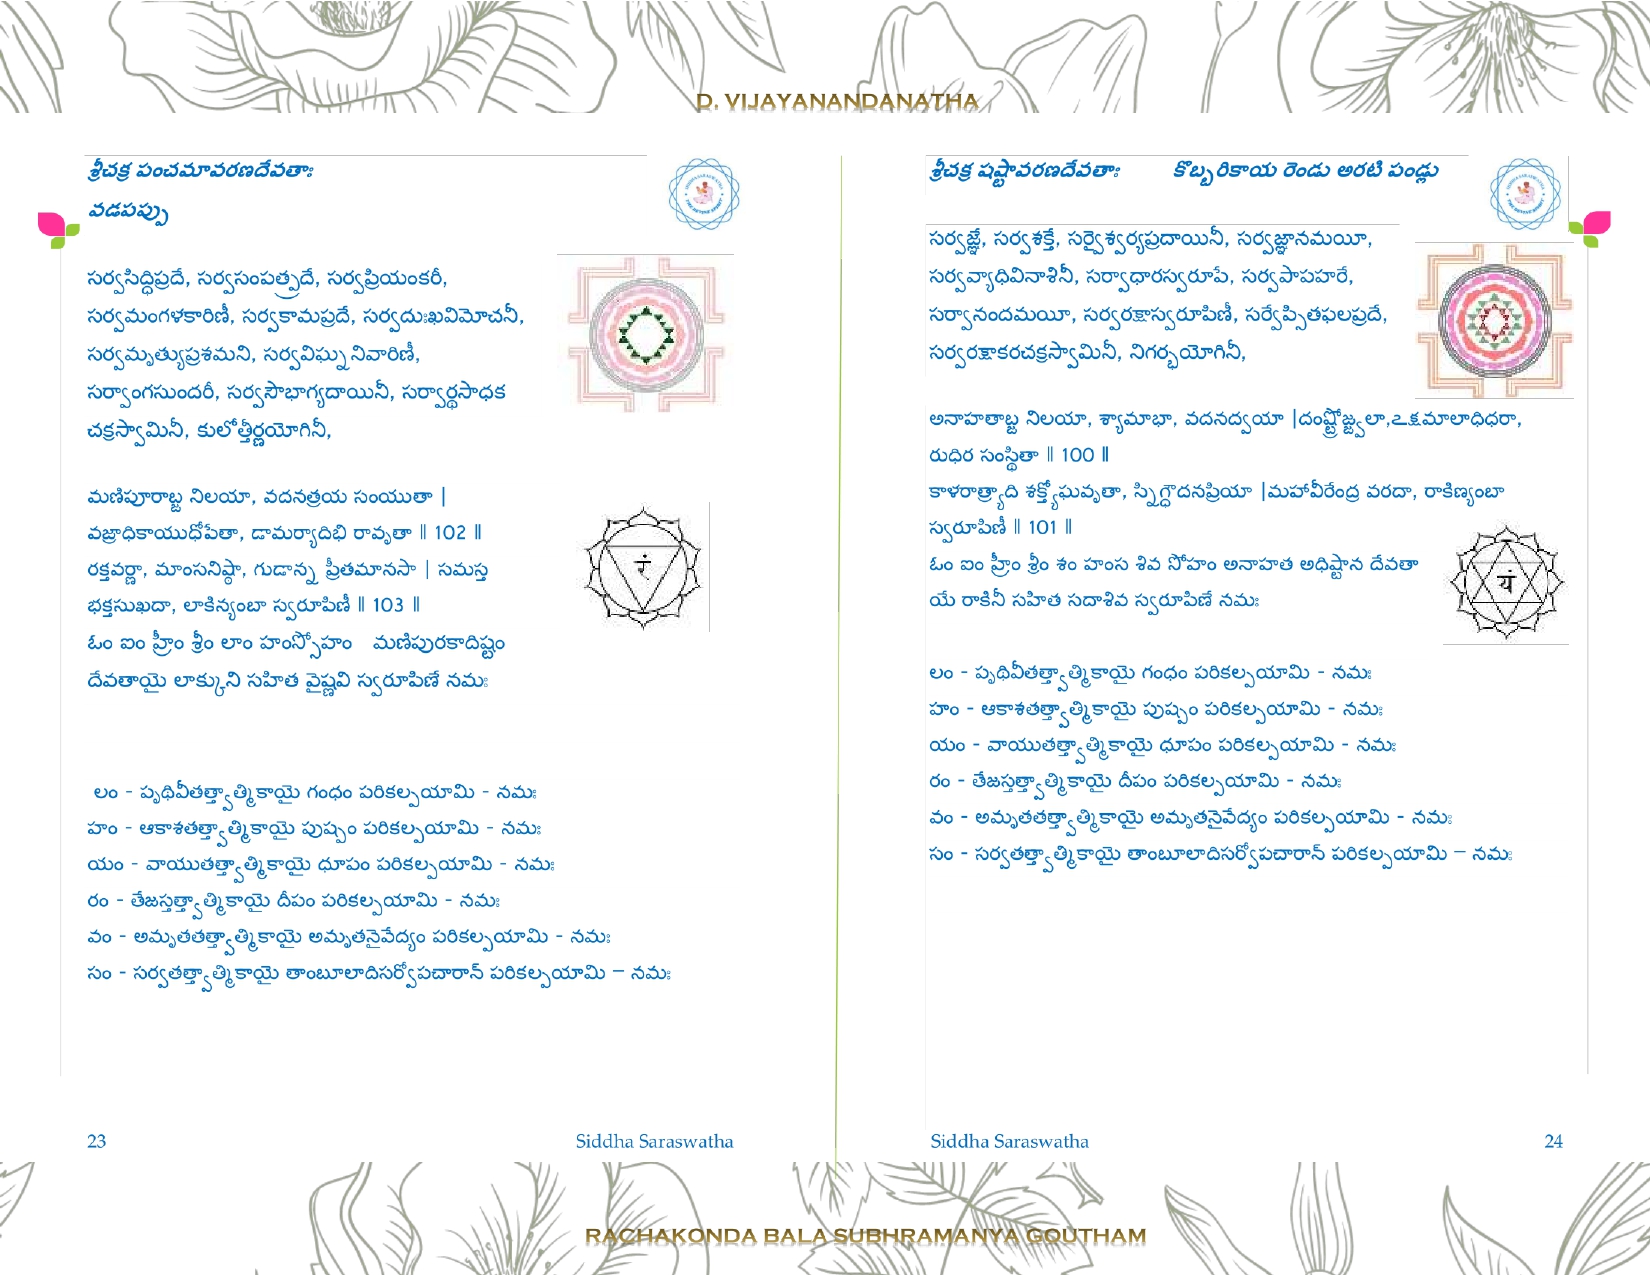 D. VIJAYANANDANATHA
శ్రీచక్ర పంచమావరణదేవతాః
వడపప్పు
సర్వసిద్ధిప్రదే, సర్వసంపత్ప్రదే, సర్వప్రియంకరీ,
సర్వమంగళకారిణీ, సర్వకామప్రదే, సర్వదుఃఖవిమోచనీ,
సర్వమృత్యుప్రశమని, సర్వవిఘ్ననివారిణీ,
సర్వాంగసుందరీ, సర్వసౌభాగ్యదాయినీ, సర్వార్థసాధక
చక్రస్వామినీ, కులోత్తీర్ణయోగినీ,
మణిపూరాబ్జ నిలయా, వదనత్రయ సంయుతా |
వజ్రాధికాయుధోపేతా, డామర్యాదిభి రావృతా ॥ 102 ॥
రక్తవర్ణా, మాంసనిష్ఠా, గుడాన్న ప్రీతమానసా | సమస్త
భక్తసుఖదా, లాకిన్యంబా స్వరూపిణీ ॥ 103 ॥
रं
ఓం ఐం హ్రీం శ్రీం లాం హంస్సోహం మణిపురకాదిష్టం
దేవతాయై లాక్కుని సహిత వైష్ణవి స్వరూపిణే నమః
లం - పృథివీతత్త్వాత్మికాయై గంధం పరికల్పయామి - నమః
హం - ఆకాశతత్త్వాత్మికాయై పుష్పం పరికల్పయామి - నమః
యం - వాయుతత్త్వాత్మికాయై ధూపం పరికల్పయామి - నమః
రం - తేజస్తత్త్వాత్మికాయై దీపం పరికల్పయామి - నమః
వం - అమృతతత్త్వాత్మికాయై అమృతనైవేద్యం పరికల్పయామి - నమః
సం - సర్వతత్త్వాత్మికాయై తాంబూలాదిసర్వోపచారాన్ పరికల్పయామి – నమః
23 Siddha Saraswatha
శ్రీచక్ర షష్టావరణదేవతాః కొబ్బరికాయ రెండు అరటి పండ్లు
సర్వజ్ఞే, సర్వశక్తే, సర్వైశ్వర్యప్రదాయినీ, సర్వజ్ఞానమయీ,
సర్వవ్యాధివినాశినీ, సర్వాధారస్వరూపే, సర్వపాపహరే,
సర్వానందమయీ, సర్వరక్షాస్వరూపిణీ, సర్వేప్సితఫలప్రదే,
సర్వరక్షాకరచక్రస్వామినీ, నిగర్భయోగినీ,
అనాహతాబ్జ నిలయా, శ్యామాభా, వదనద్వయా |దంష్ట్రోజ్జ్వలా,ఽక్షమాలాధిధరా,
రుధిర సంస్థితా ॥ 100 ॥
కాళరాత్ర్యాది శక్త్యోఘవృతా, స్నిగ్ధౌదనప్రియా |మహావీరేంద్ర వరదా, రాకిణ్యంబా
స్వరూపిణీ ॥ 101 ॥
ఓం ఐం హ్రీం శ్రీం శం హంస శివ సోహం అనాహత అధిష్టాన దేవతా
యే రాకినీ సహిత సదాశివ స్వరూపిణే నమః
यं
లం - పృథివీతత్త్వాత్మికాయై గంధం పరికల్పయామి - నమః
హం - ఆకాశతత్త్వాత్మికాయై పుష్పం పరికల్పయామి - నమః
యం - వాయుతత్త్వాత్మికాయై ధూపం పరికల్పయామి - నమః
రం - తేజస్తత్త్వాత్మికాయై దీపం పరికల్పయామి - నమః
వం - అమృతతత్త్వాత్మికాయై అమృతనైవేద్యం పరికల్పయామి - నమః
సం - సర్వతత్త్వాత్మికాయై తాంబూలాదిసర్వోపచారాన్ పరికల్పయామి – నమః
Siddha Saraswatha 24
RACHAKONDA BALA SUBHRAMANYA GOUTHAM